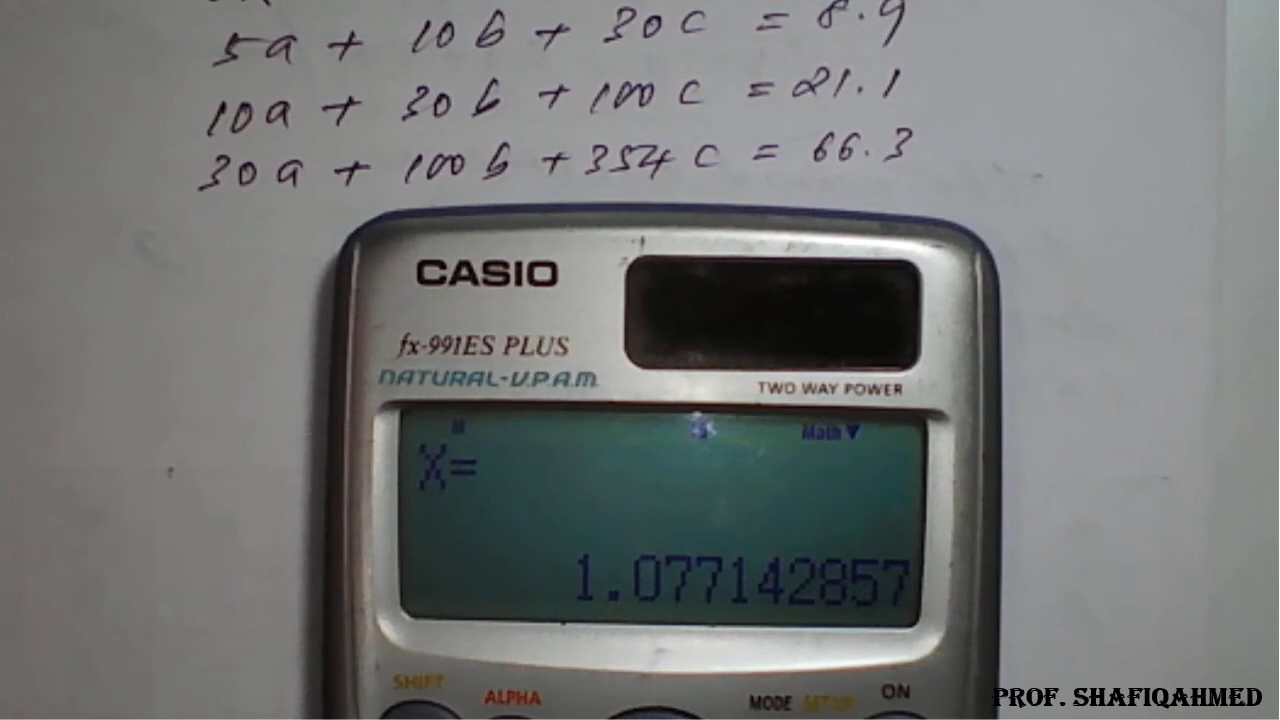 5a + 10b + 30c = 8.9
10a + 30b + 100c = 21.1
30a + 100b + 354c = 66.3
CASIO
fx-991ES PLUS
NATURAL-V.P.A.M.
TWO WAY POWER
M Math▼
X=
1.077142857
SHIFT ALPHA MODE SETUP ON
PROF. SHAFIQAHMED